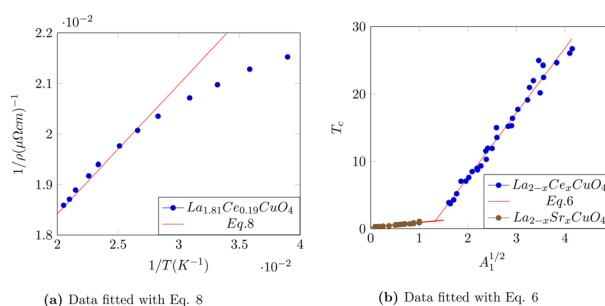 ·10⁻²
2.2
2.1
2
1.9
1.8
1/ρ(μΩcm)⁻¹
2 2.5 3 3.5 4
·10⁻²
1/T(K⁻¹)
La₁.₈₁Ce₀.₁₉CuO₄
Eq.8
(a) Data fitted with Eq. 8
30
20
10
0
T_c
0 1 2 3 4
A₁^{1/2}
La₂₋ₓCeₓCuO₄
Eq.6
La₂₋ₓSrₓCuO₄
(b) Data fitted with Eq. 6